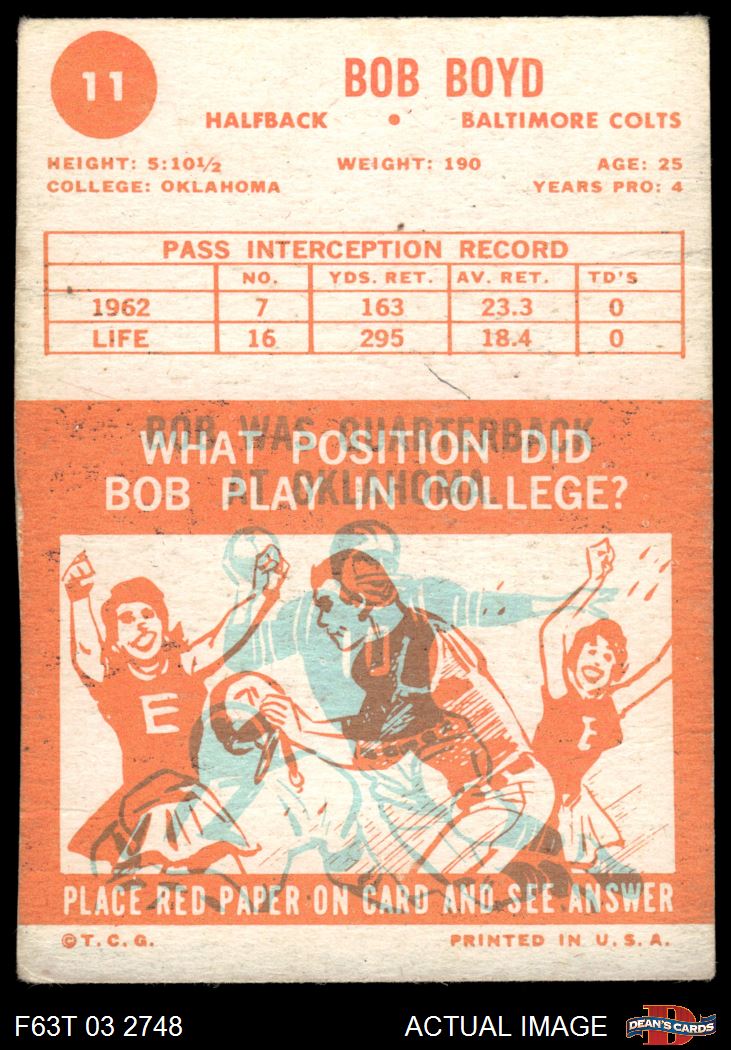 11
BOB BOYD
HALFBACK • BALTIMORE COLTS
HEIGHT: 5:10½ WEIGHT: 190 AGE: 25
COLLEGE: OKLAHOMA YEARS PRO: 4
PASS INTERCEPTION RECORD
NO. YDS. RET. AV. RET. TD'S
1962 7 163 23.3 0
LIFE 16 295 18.4 0
BOB WAS QUARTERBACK
AT OKLAHOMA.
WHAT POSITION DID
BOB PLAY IN COLLEGE?
E
E
PLACE RED PAPER ON CARD AND SEE ANSWER
©T.C.G. PRINTED IN U.S.A.
F63T 03 2748 ACTUAL IMAGE
D
DEAN'S CARDS